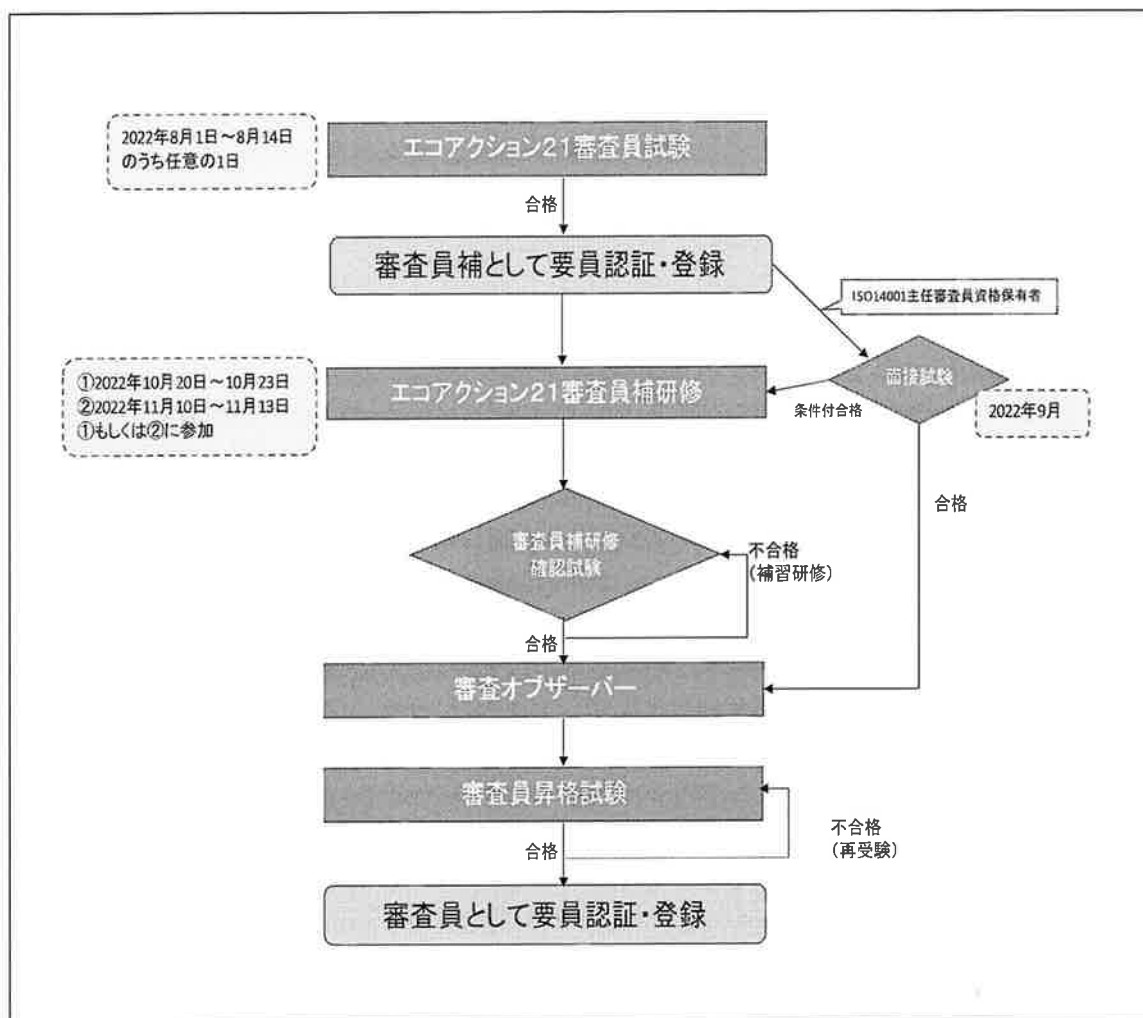 2022年8月1日～8月14日
のうち任意の1日
エコアクション21審査員試験
合格
審査員補として要員認証・登録
ISO14001主任審査員資格保有者
①2022年10月20日～10月23日
②2022年11月10日～11月13日
①もしくは②に参加
エコアクション21審査員補研修
面接試験
条件付合格
2022年9月
合格
審査員補研修
確認試験
不合格
(補習研修)
合格
審査オブザーバー
審査員昇格試験
不合格
(再受験)
合格
審査員として要員認証・登録